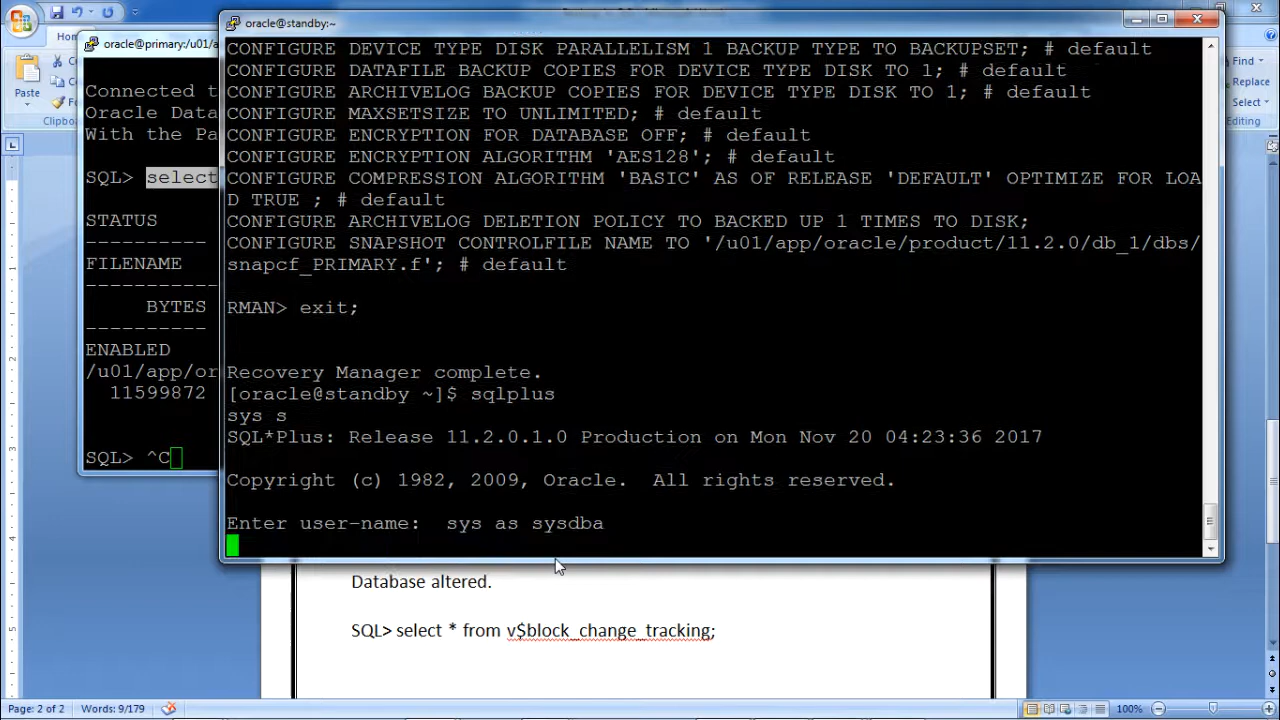 oracle@standby:~
oracle@primary:/u01/a
Home
Paste
Clipboard
Find
Replace
Select
Editing
Connected t
Oracle Data
With the Pa
SQL> select
STATUS
----------
FILENAME
-----------
BYTES
----------
ENABLED
/u01/app/or
11599872
SQL> ^C
CONFIGURE DEVICE TYPE DISK PARALLELISM 1 BACKUP TYPE TO BACKUPSET; # default
CONFIGURE DATAFILE BACKUP COPIES FOR DEVICE TYPE DISK TO 1; # default
CONFIGURE ARCHIVELOG BACKUP COPIES FOR DEVICE TYPE DISK TO 1; # default
CONFIGURE MAXSETSIZE TO UNLIMITED; # default
CONFIGURE ENCRYPTION FOR DATABASE OFF; # default
CONFIGURE ENCRYPTION ALGORITHM 'AES128'; # default
CONFIGURE COMPRESSION ALGORITHM 'BASIC' AS OF RELEASE 'DEFAULT' OPTIMIZE FOR LOA
D TRUE ; # default
CONFIGURE ARCHIVELOG DELETION POLICY TO BACKED UP 1 TIMES TO DISK;
CONFIGURE SNAPSHOT CONTROLFILE NAME TO '/u01/app/oracle/product/11.2.0/db_1/dbs/
snapcf_PRIMARY.f'; # default
RMAN> exit;
Recovery Manager complete.
[oracle@standby ~]$ sqlplus
sys s
SQL*Plus: Release 11.2.0.1.0 Production on Mon Nov 20 04:23:36 2017
Copyright (c) 1982, 2009, Oracle.  All rights reserved.
Enter user-name:  sys as sysdba
Database altered.
SQL> select * from v$block_change_tracking;
Page: 2 of 2
Words: 9/179
100%